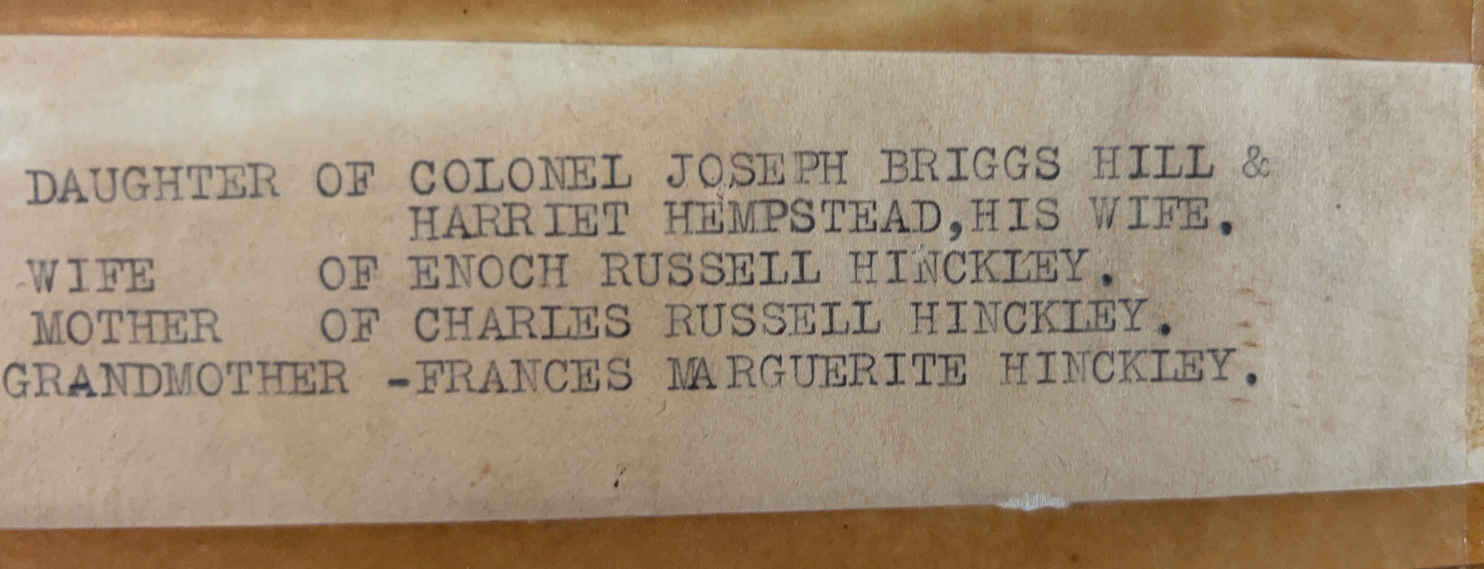 DAUGHTER OF COLONEL JOSEPH BRIGGS HILL &
HARRIET HEMPSTEAD,HIS WIFE.
WIFE OF ENOCH RUSSELL HINCKLEY.
MOTHER OF CHARLES RUSSELL HINCKLEY.
GRANDMOTHER -FRANCES MARGUERITE HINCKLEY.